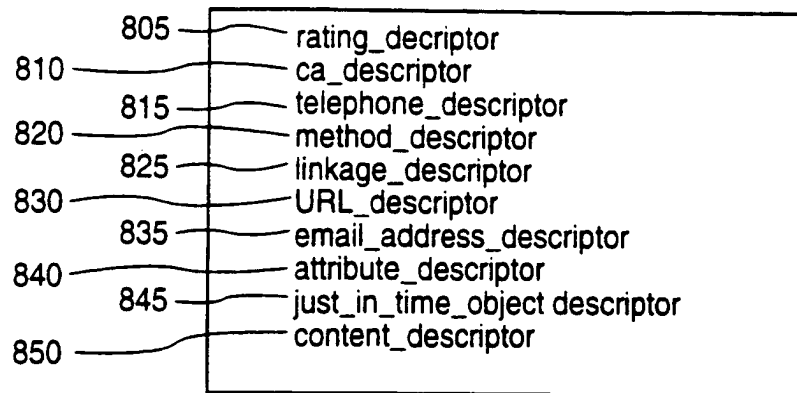 805 rating_decriptor
810 ca_descriptor
815 telephone_descriptor
820 method_descriptor
825 linkage_descriptor
830 URL_descriptor
835 email_address_descriptor
840 attribute_descriptor
845 just_in_time_object descriptor
850 content_descriptor